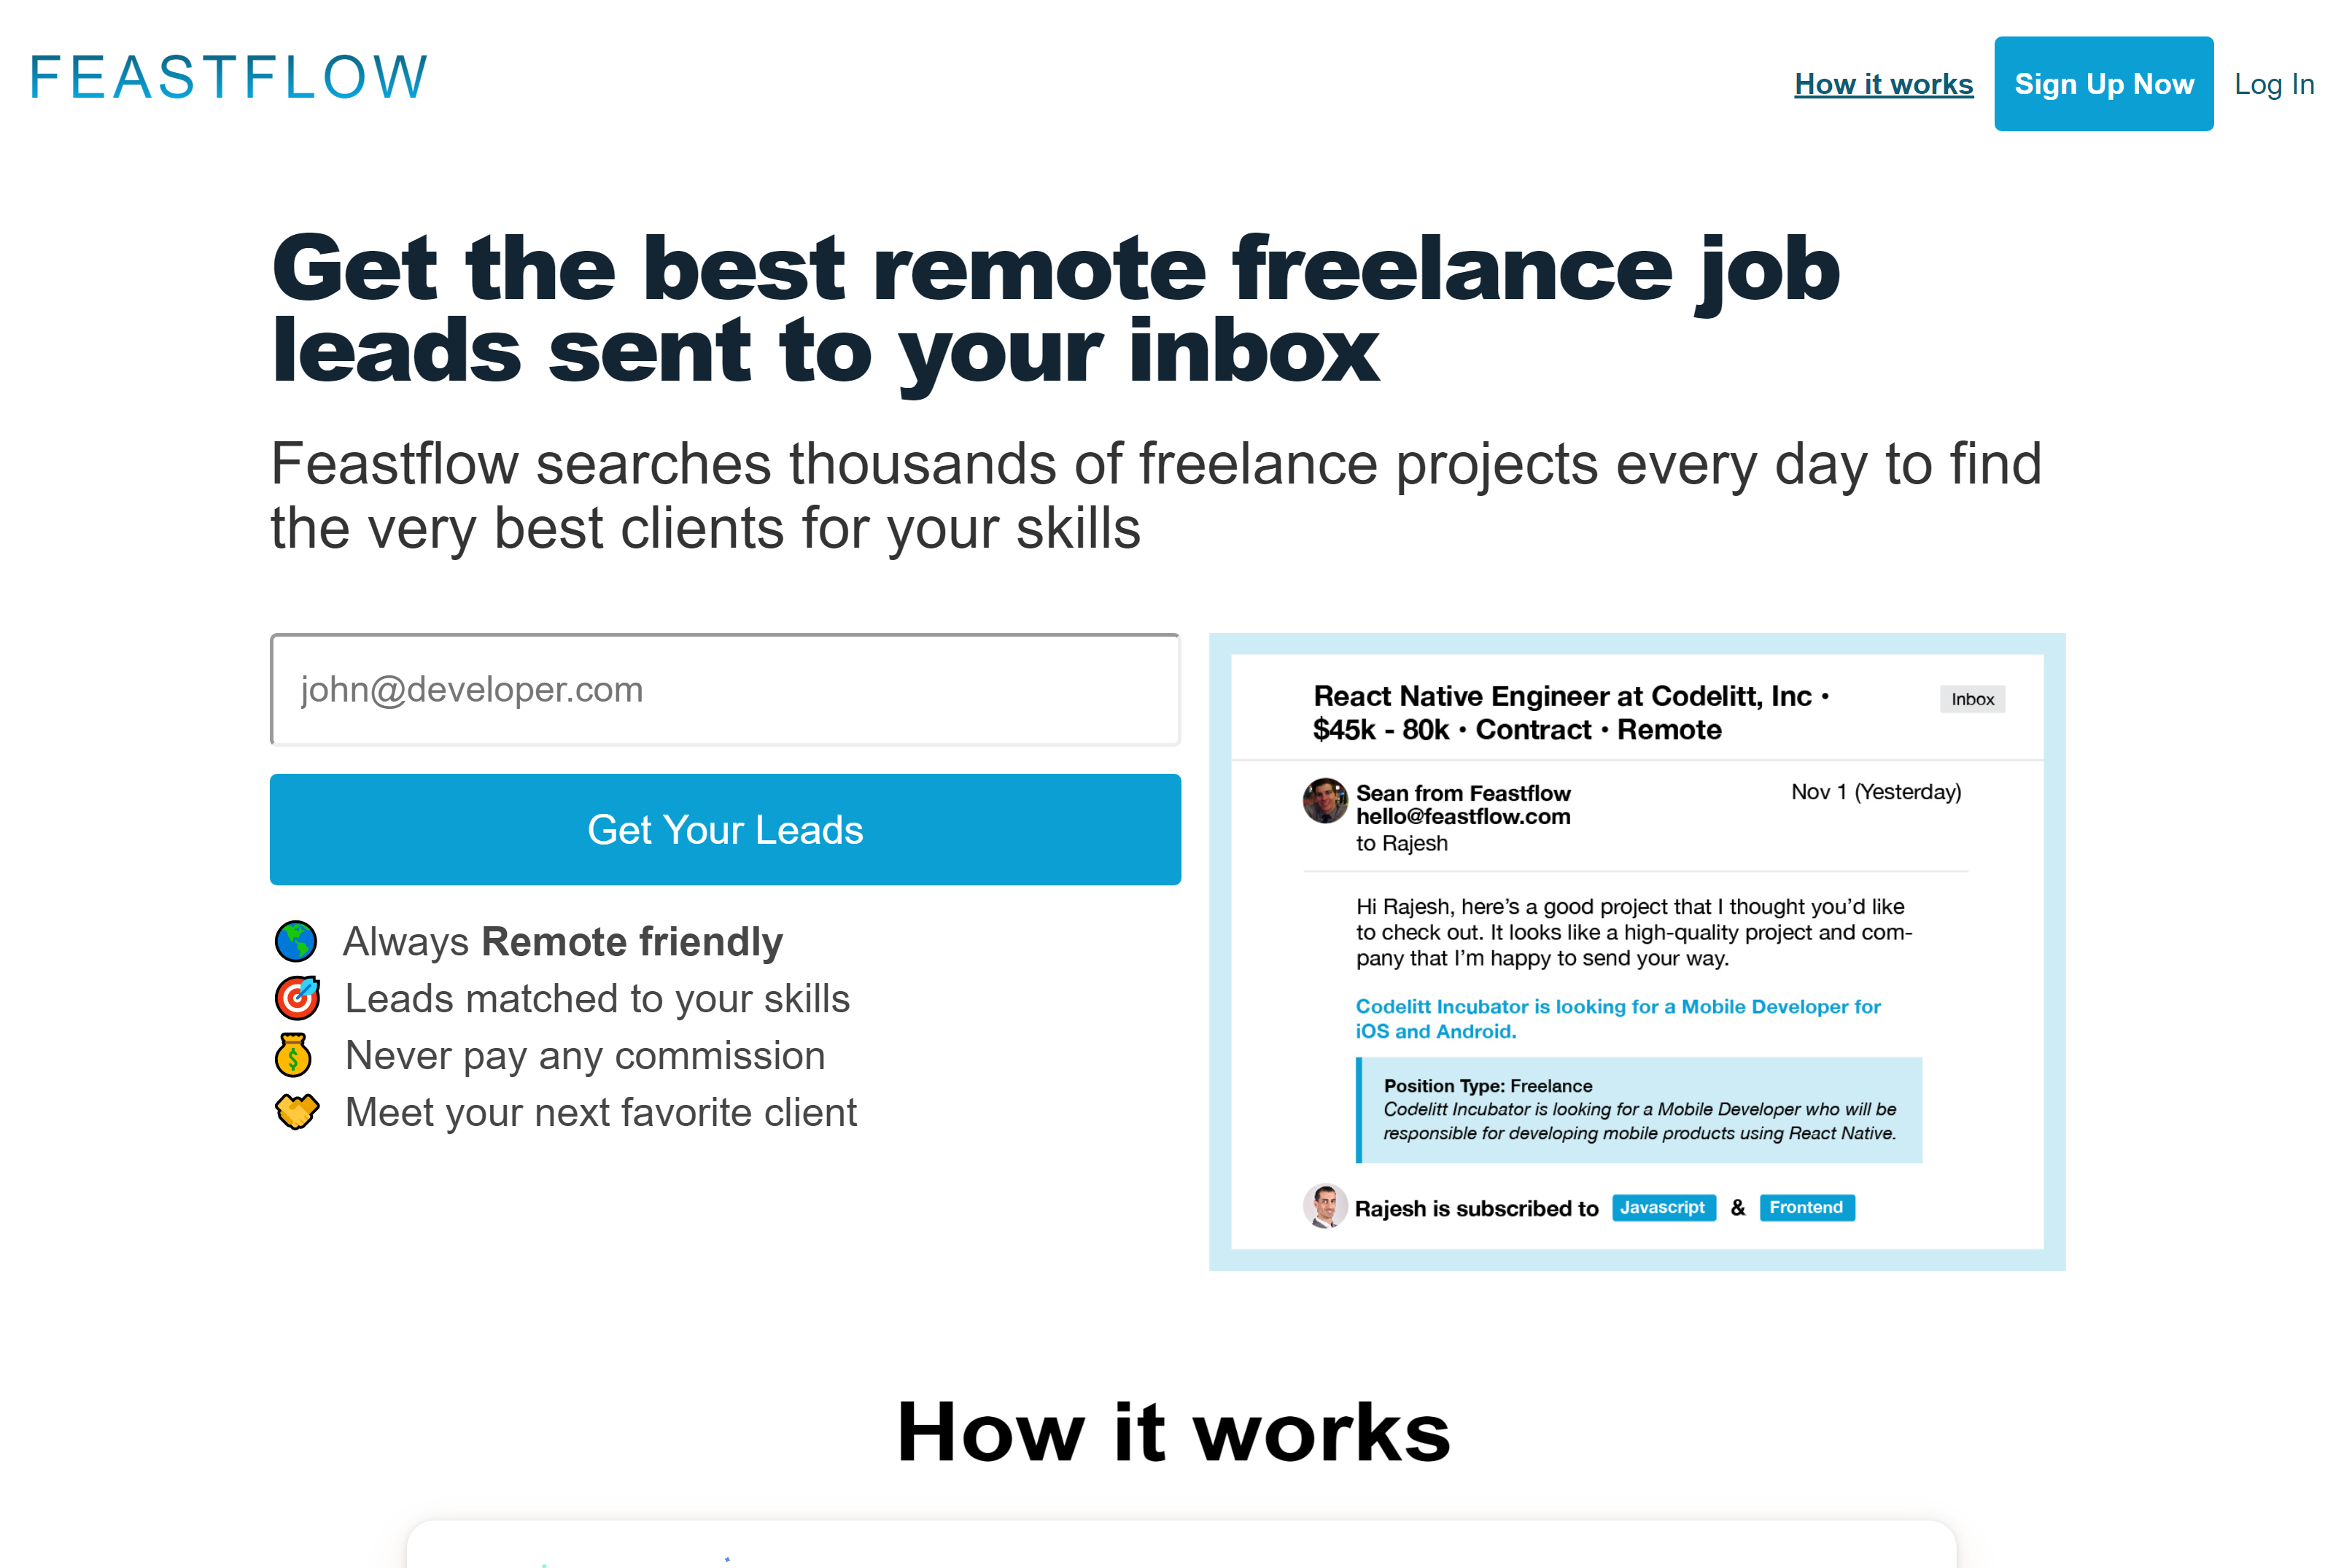 FEASTFLOW
How it works
Sign Up Now
Log In
Get the best remote freelance job
leads sent to your inbox
Feastflow searches thousands of freelance projects every day to find
the very best clients for your skills
john@developer.com
Get Your Leads
Always Remote friendly
Leads matched to your skills
Never pay any commission
Meet your next favorite client
React Native Engineer at Codelitt, Inc •
$45k - 80k • Contract • Remote
Inbox
Sean from Feastflow
hello@feastflow.com
to Rajesh
Nov 1 (Yesterday)
Hi Rajesh, here’s a good project that I thought you’d like
to check out. It looks like a high-quality project and com-
pany that I’m happy to send your way.
Codelitt Incubator is looking for a Mobile Developer for
iOS and Android.
Position Type: Freelance
Codelitt Incubator is looking for a Mobile Developer who will be
responsible for developing mobile products using React Native.
Rajesh is subscribed to Javascript & Frontend
How it works